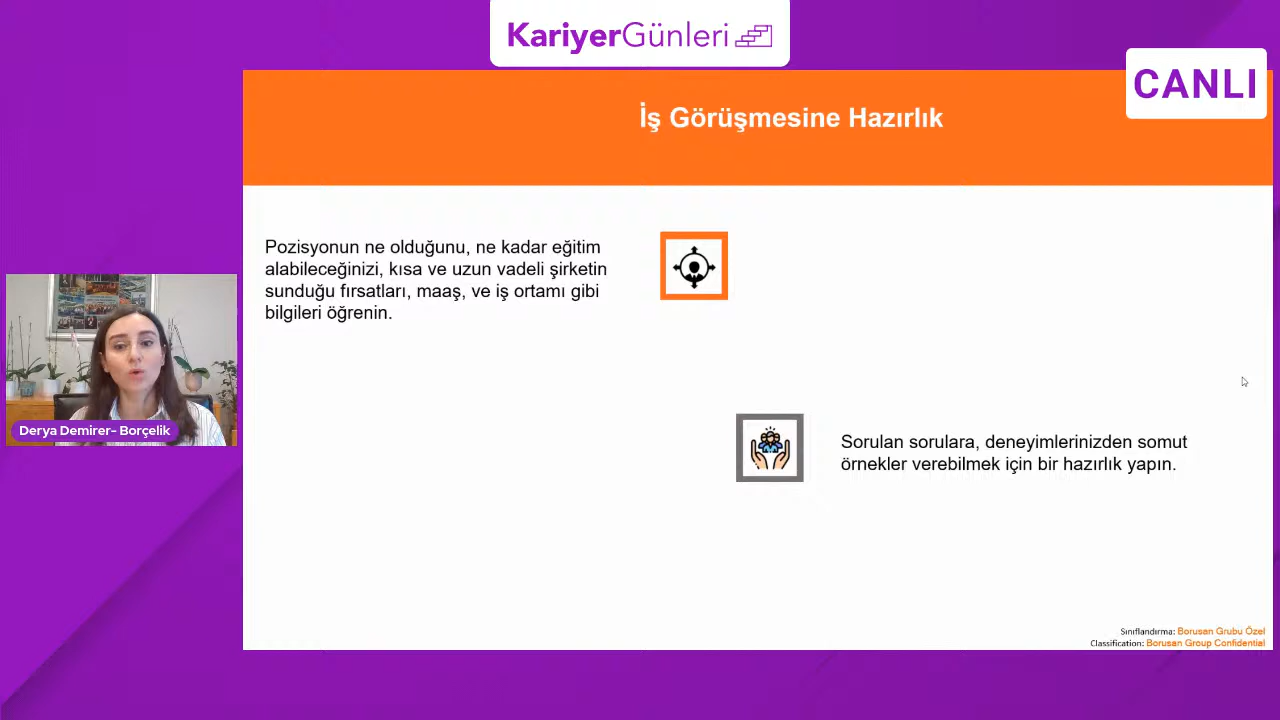 KariyerGünleri
CANLI
İş Görüşmesine Hazırlık
Pozisyonun ne olduğunu, ne kadar eğitim
alabileceğinizi, kısa ve uzun vadeli şirketin
sunduğu fırsatları, maaş, ve iş ortamı gibi
bilgileri öğrenin.
Derya Demirer- Borçelik
Sorulan sorulara, deneyimlerinizden somut
örnekler verebilmek için bir hazırlık yapın.
Sınıflandırma: Borusan Grubu Özel
Classification: Borusan Group Confidential